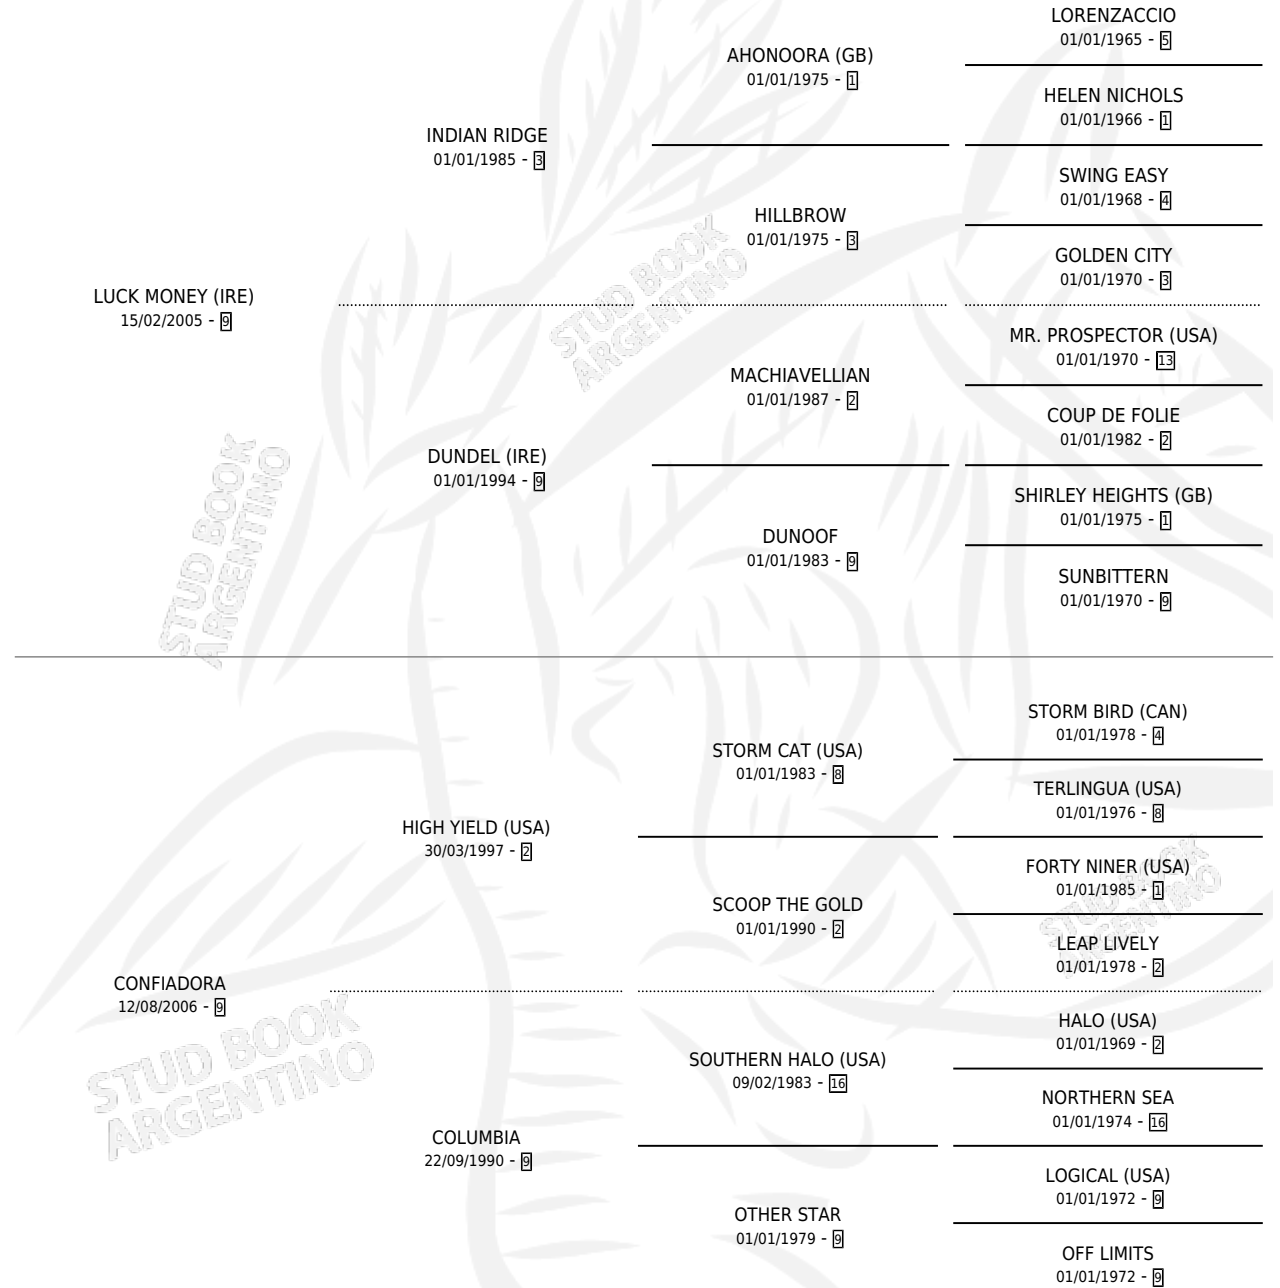 LORENZACCIO
01/01/1965 - 5
AHONOORA (GB)
01/01/1975 - 1
HELEN NICHOLS
01/01/1966 - 1
INDIAN RIDGE
01/01/1985 - 3
SWING EASY
01/01/1968 - 4
HILLBROW
01/01/1975 - 3
GOLDEN CITY
01/01/1970 - 3
LUCK MONEY (IRE)
15/02/2005 - 9
STUD BOOK
ARGENTINO
MR. PROSPECTOR (USA)
01/01/1970 - 13
MACHIAVELLIAN
01/01/1987 - 2
COUP DE FOLIE
01/01/1982 - 2
DUNDEL (IRE)
01/01/1994 - 9
SHIRLEY HEIGHTS (GB)
01/01/1975 - 1
DUNOOF
01/01/1983 - 9
SUNBITTERN
01/01/1970 - 9
STUD BOOK
ARGENTINO
STORM BIRD (CAN)
01/01/1978 - 4
STORM CAT (USA)
01/01/1983 - 8
TERLINGUA (USA)
01/01/1976 - 8
HIGH YIELD (USA)
30/03/1997 - 2
FORTY NINER (USA)
01/01/1985 - 1
SCOOP THE GOLD
01/01/1990 - 2
LEAP LIVELY
01/01/1978 - 2
STUD BOOK
ARGENTINO
CONFIADORA
12/08/2006 - 9
HALO (USA)
01/01/1969 - 2
SOUTHERN HALO (USA)
09/02/1983 - 16
NORTHERN SEA
01/01/1974 - 16
STUD BOOK
ARGENTINO
COLUMBIA
22/09/1990 - 9
LOGICAL (USA)
01/01/1972 - 9
OTHER STAR
01/01/1979 - 9
OFF LIMITS
01/01/1972 - 9